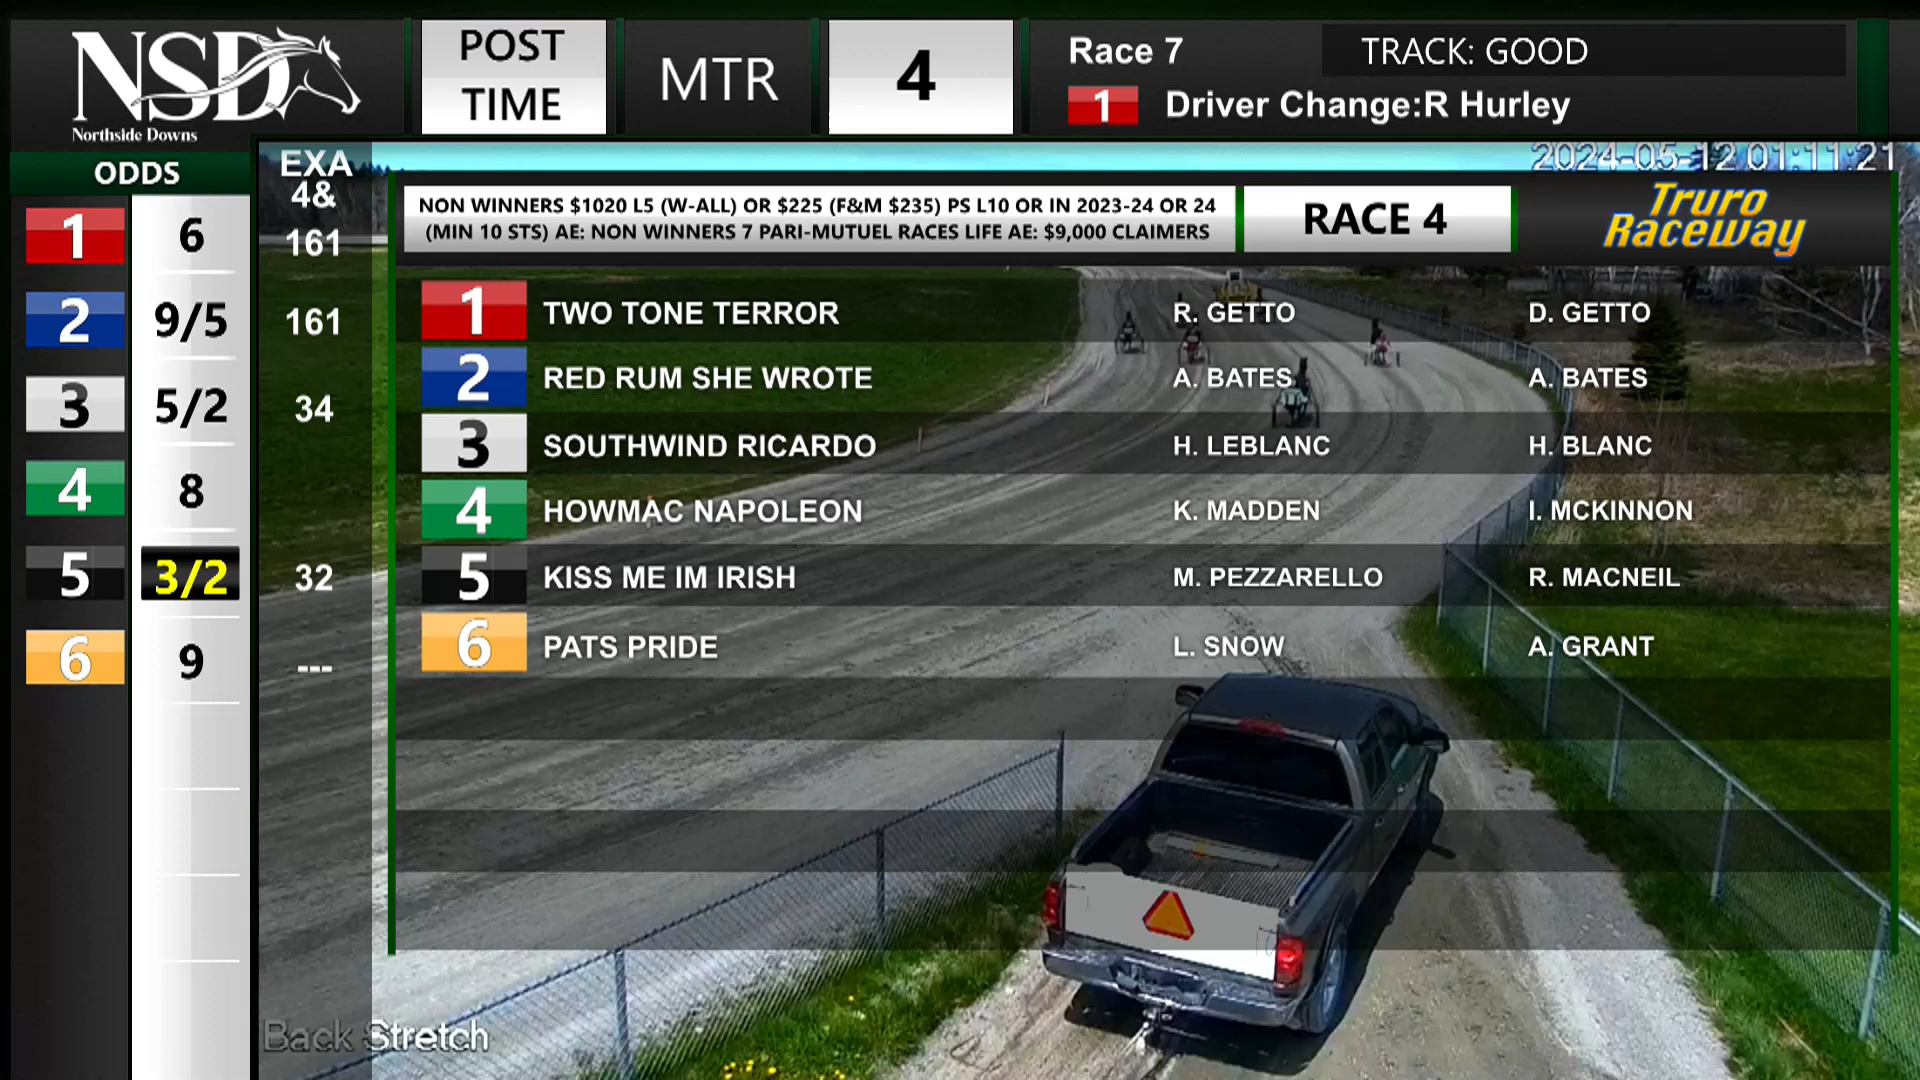 NSD
Northside Downs
POST
TIME
MTR
4
Race 7
TRACK: GOOD
1 Driver Change:R Hurley
ODDS
1 6
2 9/5
3 5/2
4 8
5 3/2
6 9
EXA
4&
161
161
34
32
---
2024-05-12 01:11:21
NON WINNERS $1020 L5 (W-ALL) OR $225 (F&M $235) PS L10 OR IN 2023-24 OR 24
(MIN 10 STS) AE: NON WINNERS 7 PARI-MUTUEL RACES LIFE AE: $9,000 CLAIMERS
RACE 4
Truro
Raceway
1 TWO TONE TERROR R. GETTO D. GETTO
2 RED RUM SHE WROTE A. BATES A. BATES
3 SOUTHWIND RICARDO H. LEBLANC H. BLANC
4 HOWMAC NAPOLEON K. MADDEN I. MCKINNON
5 KISS ME IM IRISH M. PEZZARELLO R. MACNEIL
6 PATS PRIDE L. SNOW A. GRANT
Back Stretch